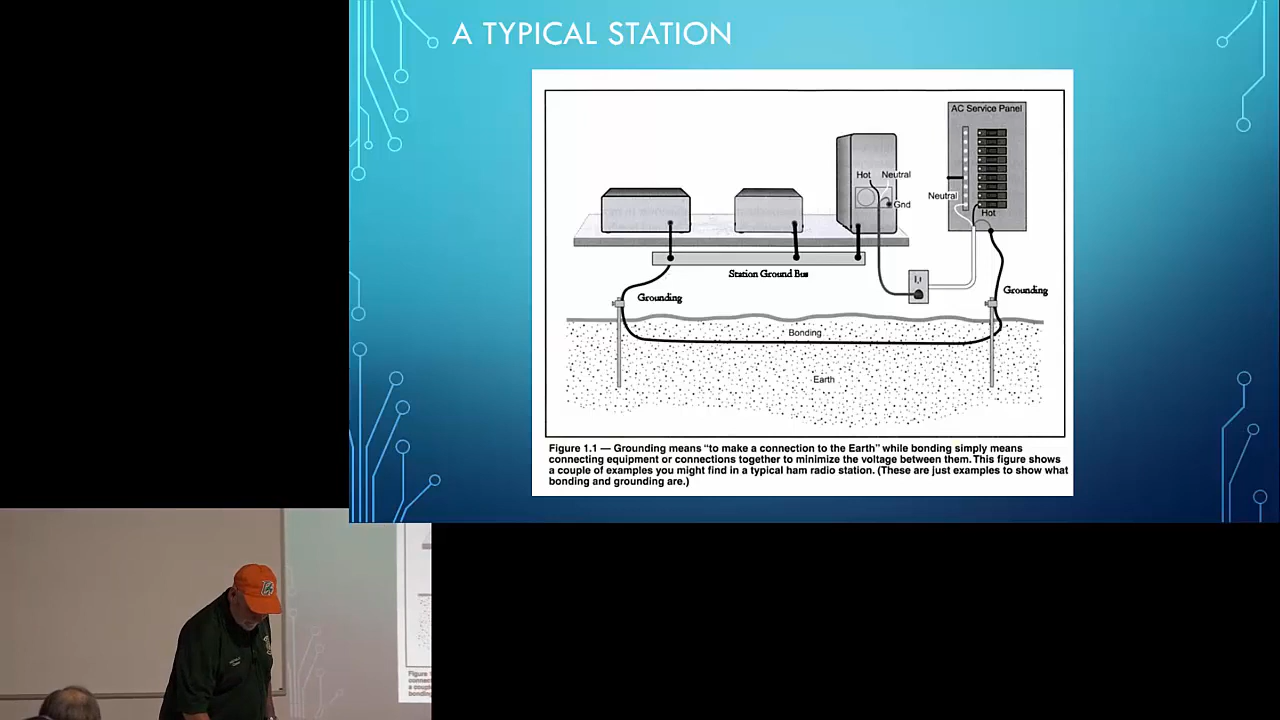 A TYPICAL STATION
AC Service Panel
Hot Neutral
Gnd
Neutral
Hot
Station Ground Bus
Grounding
Grounding
Bonding
Earth
Figure 1.1 — Grounding means “to make a connection to the Earth” while bonding simply means
connecting equipment or connections together to minimize the voltage between them. This figure shows
a couple of examples you might find in a typical ham radio station. (These are just examples to show what
bonding and grounding are.)